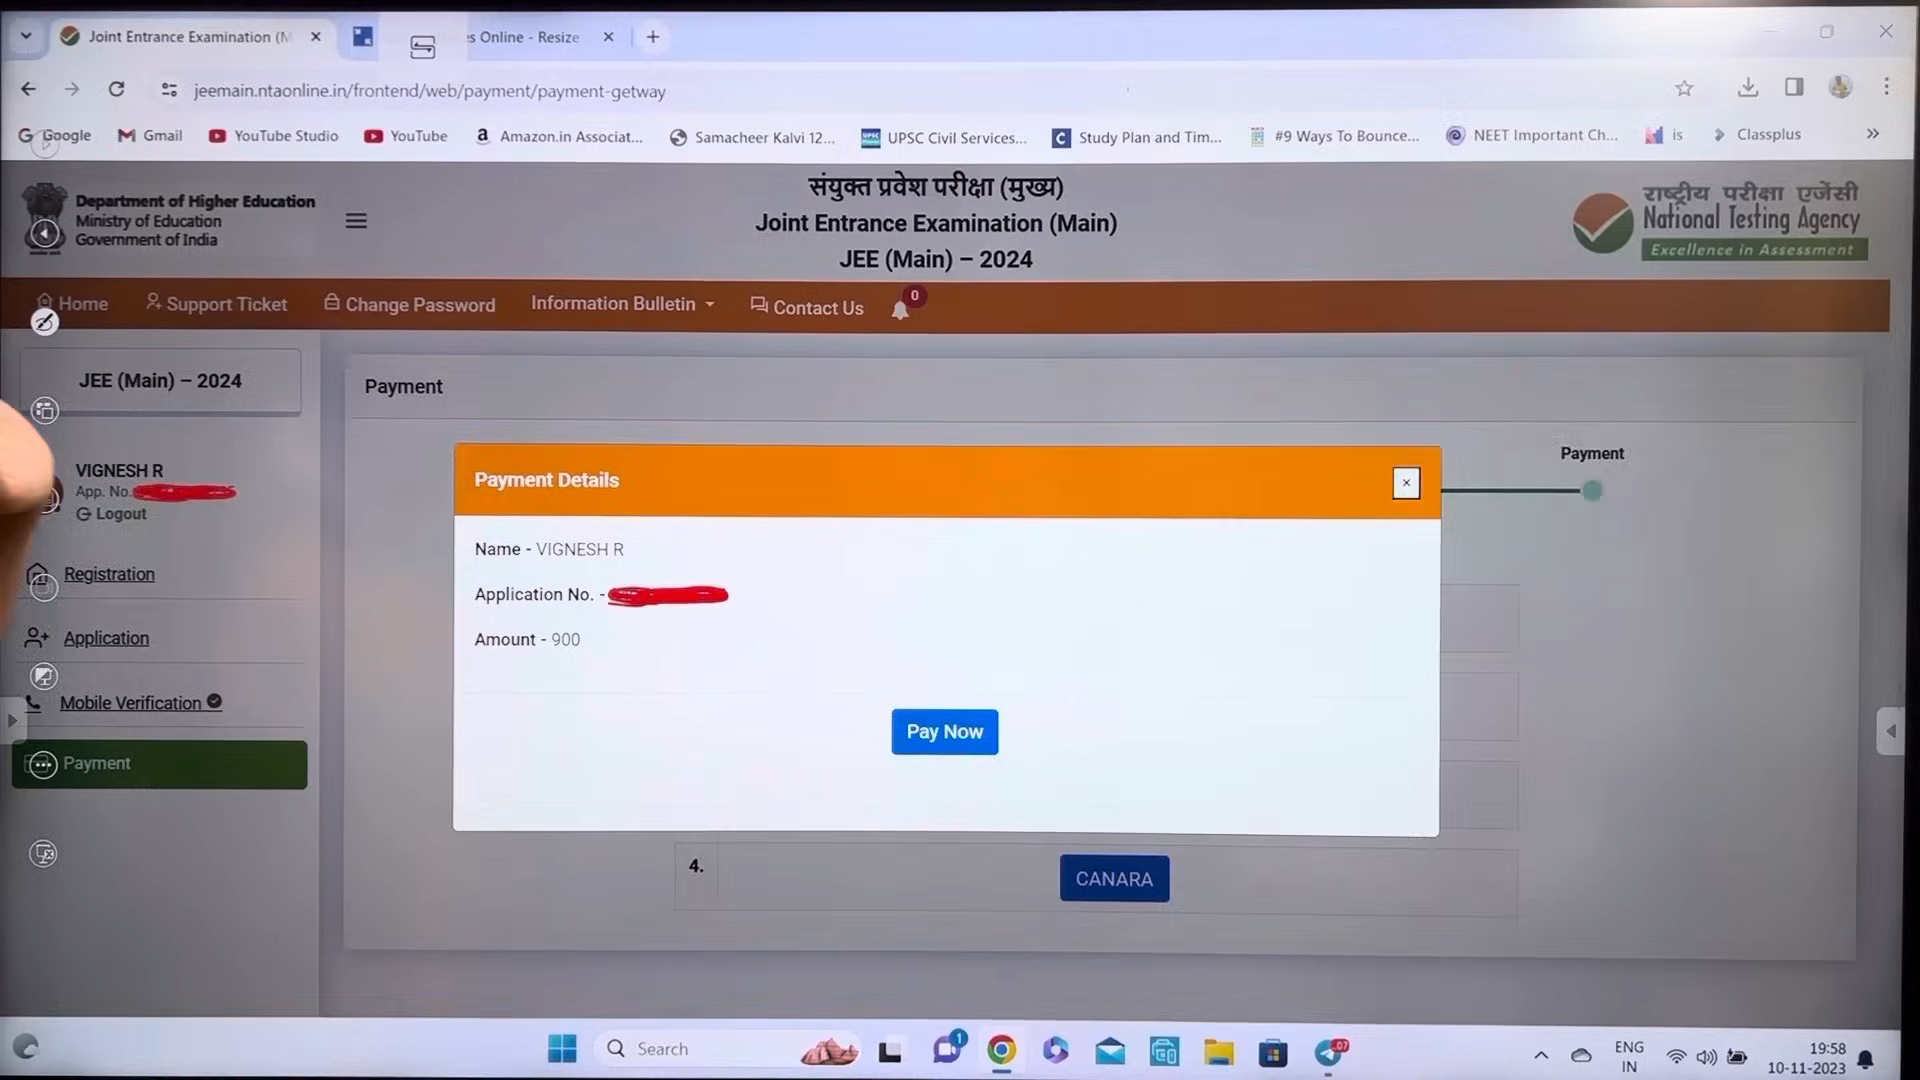 Joint Entrance Examination (M
s Online - Resize
jeemain.ntaonline.in/frontend/web/payment/payment-getway
Google
Gmail
YouTube Studio
YouTube
Amazon.in Associat...
Samacheer Kalvi 12...
UPSC Civil Services...
Study Plan and Tim...
#9 Ways To Bounce...
NEET Important Ch...
is
Classplus
Department of Higher Education
Ministry of Education
Government of India
संयुक्त प्रवेश परीक्षा (मुख्य)
Joint Entrance Examination (Main)
JEE (Main) – 2024
राष्ट्रीय परीक्षा एजेंसी
National Testing Agency
Excellence in Assessment
Home
Support Ticket
Change Password
Information Bulletin
Contact Us
0
JEE (Main) – 2024
VIGNESH R
App. No.
Logout
Registration
Application
Mobile Verification
Payment
Payment
Payment
Payment Details
×
Name - VIGNESH R
Application No. -
Amount - 900
Pay Now
4.
CANARA
Search
1
ENG
IN
19:58
10-11-2023